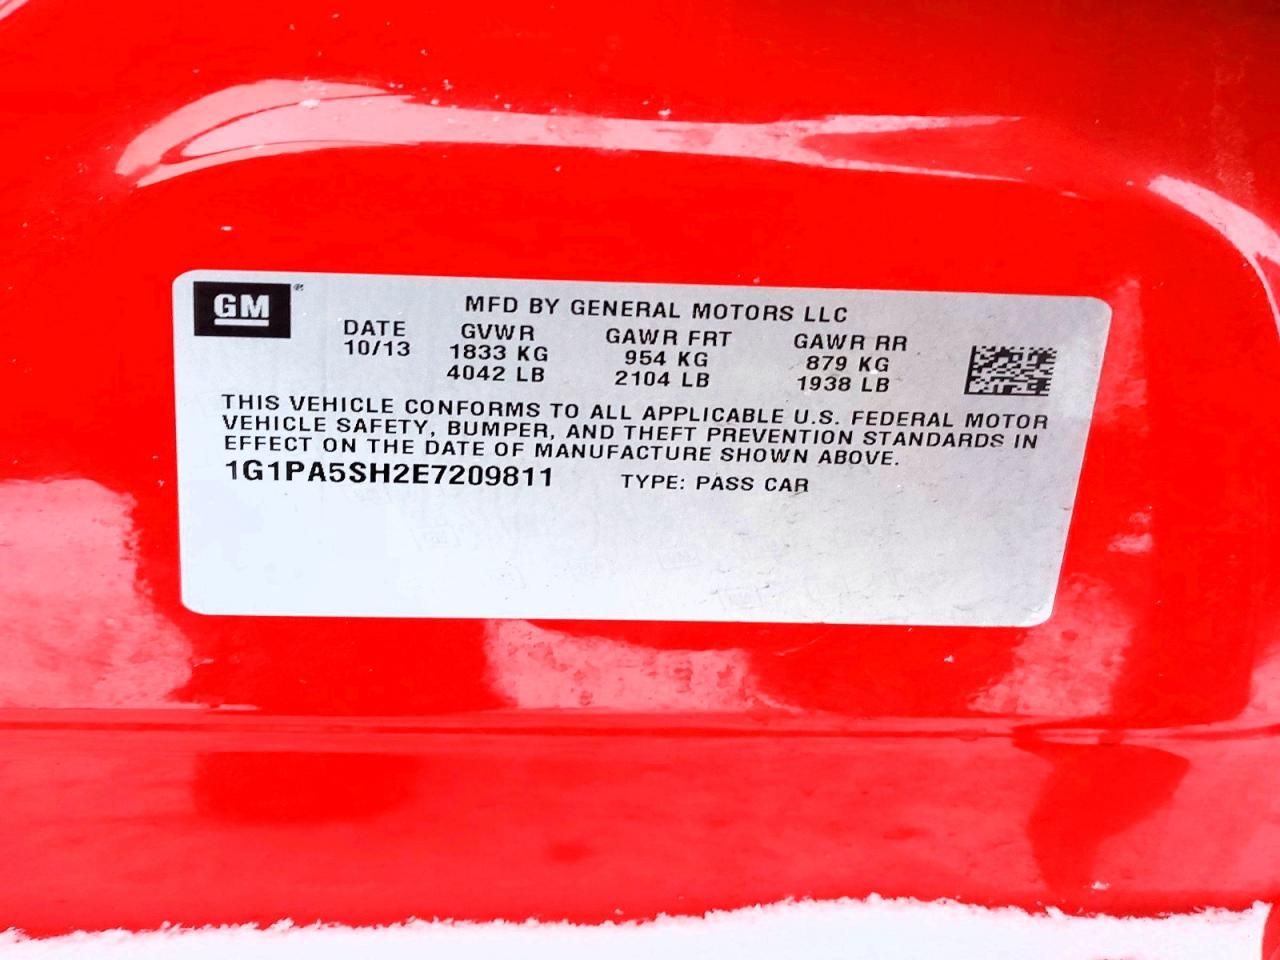 GM®
MFD BY GENERAL MOTORS LLC
DATE GVWR GAWR FRT GAWR RR
10/13 1833 KG 954 KG 879 KG
4042 LB 2104 LB 1938 LB
THIS VEHICLE CONFORMS TO ALL APPLICABLE U.S. FEDERAL MOTOR
VEHICLE SAFETY, BUMPER, AND THEFT PREVENTION STANDARDS IN
EFFECT ON THE DATE OF MANUFACTURE SHOWN ABOVE.
1G1PA5SH2E7209811 TYPE: PASS CAR